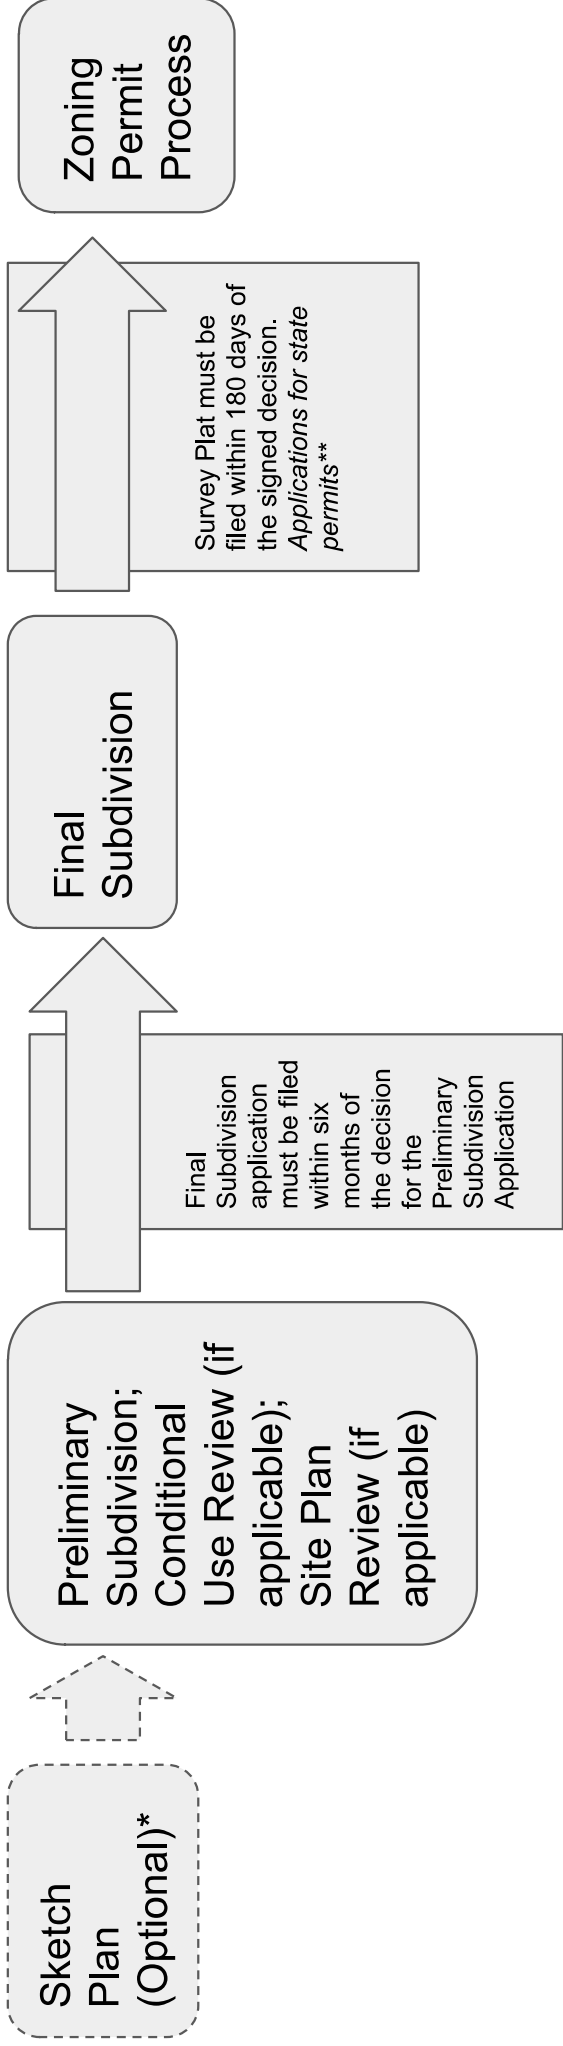 Sketch
Plan
(Optional)*
Preliminary
Subdivision;
Conditional
Use Review (if
applicable);
Site Plan
Review (if
applicable)
Final
Subdivision
application
must be filed
within six
months of
the decision
for the
Preliminary
Subdivision
Application
Final
Subdivision
Survey Plat must be
filed within 180 days of
the signed decision.
Applications for state
permits**
Zoning
Permit
Process